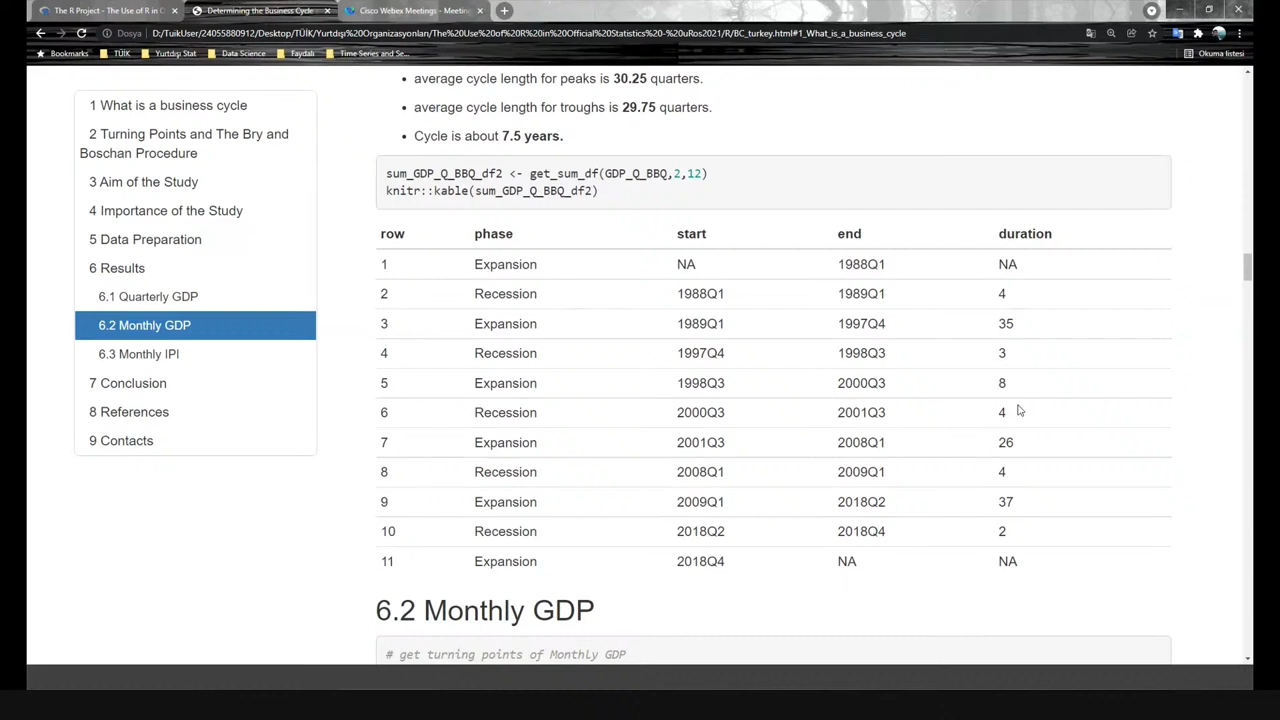 The R Project - The Use of R in O
Determining the Business Cycle
Cisco Webex Meetings - Meetin
Dosya
D:/TuikUser/24055880912/Desktop/TÜİK/Yurtdışı%20Organizasyonları/The%20Use%20of%20R%20in%20Official%20Statistics%20-%20uRos2021/R/BC_turkey.html#1_What_is_a_business_cycle
Bookmarks
TÜİK
Yurtdışı Stat
Data Science
Faydalı
Time Series and Se...
Okuma listesi
1 What is a business cycle
2 Turning Points and The Bry and
Boschan Procedure
3 Aim of the Study
4 Importance of the Study
5 Data Preparation
6 Results
6.1 Quarterly GDP
6.2 Monthly GDP
6.3 Monthly IPI
7 Conclusion
8 References
9 Contacts
• average cycle length for peaks is 30.25 quarters.
• average cycle length for troughs is 29.75 quarters.
• Cycle is about 7.5 years.
sum_GDP_Q_BBQ_df2 <- get_sum_df(GDP_Q_BBQ,2,12)
knitr::kable(sum_GDP_Q_BBQ_df2)
row phase start end duration
1 Expansion NA 1988Q1 NA
2 Recession 1988Q1 1989Q1 4
3 Expansion 1989Q1 1997Q4 35
4 Recession 1997Q4 1998Q3 3
5 Expansion 1998Q3 2000Q3 8
6 Recession 2000Q3 2001Q3 4
7 Expansion 2001Q3 2008Q1 26
8 Recession 2008Q1 2009Q1 4
9 Expansion 2009Q1 2018Q2 37
10 Recession 2018Q2 2018Q4 2
11 Expansion 2018Q4 NA NA
6.2 Monthly GDP
# get turning points of Monthly GDP